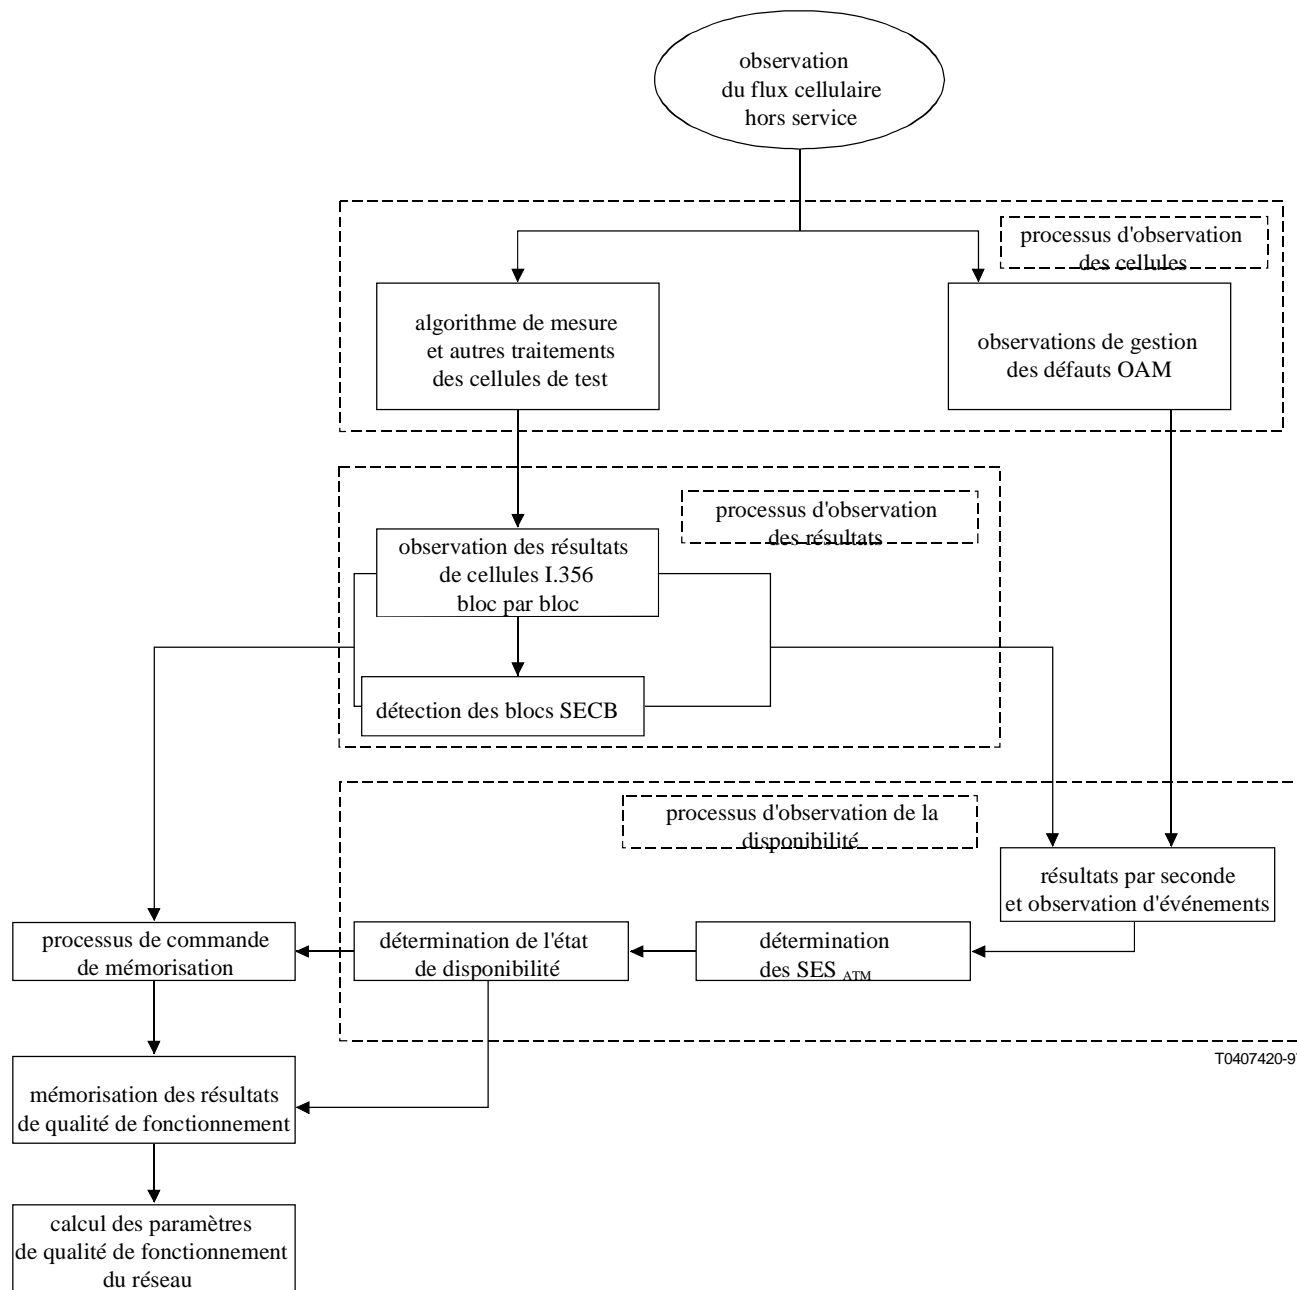 observation
du flux cellulaire
hors service
processus d'observation
des cellules
algorithme de mesure
et autres traitements
des cellules de test
observations de gestion
des défauts OAM
processus d'observation
des résultats
observation des résultats
de cellules I.356
bloc par bloc
détection des blocs SECB
processus d'observation de la
disponibilité
résultats par seconde
et observation d'événements
processus de commande
de mémorisation
détermination de l'état
de disponibilité
détermination
des SES ATM
T0407420-97
mémorisation des résultats
de qualité de fonctionnement
calcul des paramètres
de qualité de fonctionnement
du réseau